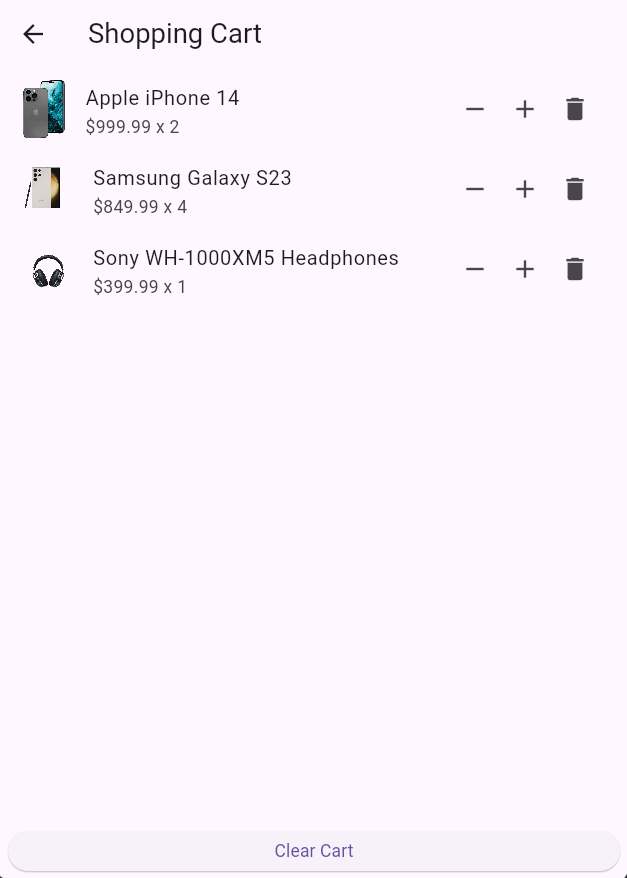 Shopping Cart
Apple iPhone 14
$999.99 x 2
Samsung Galaxy S23
$849.99 x 4
Sony WH-1000XM5 Headphones
$399.99 x 1
Clear Cart